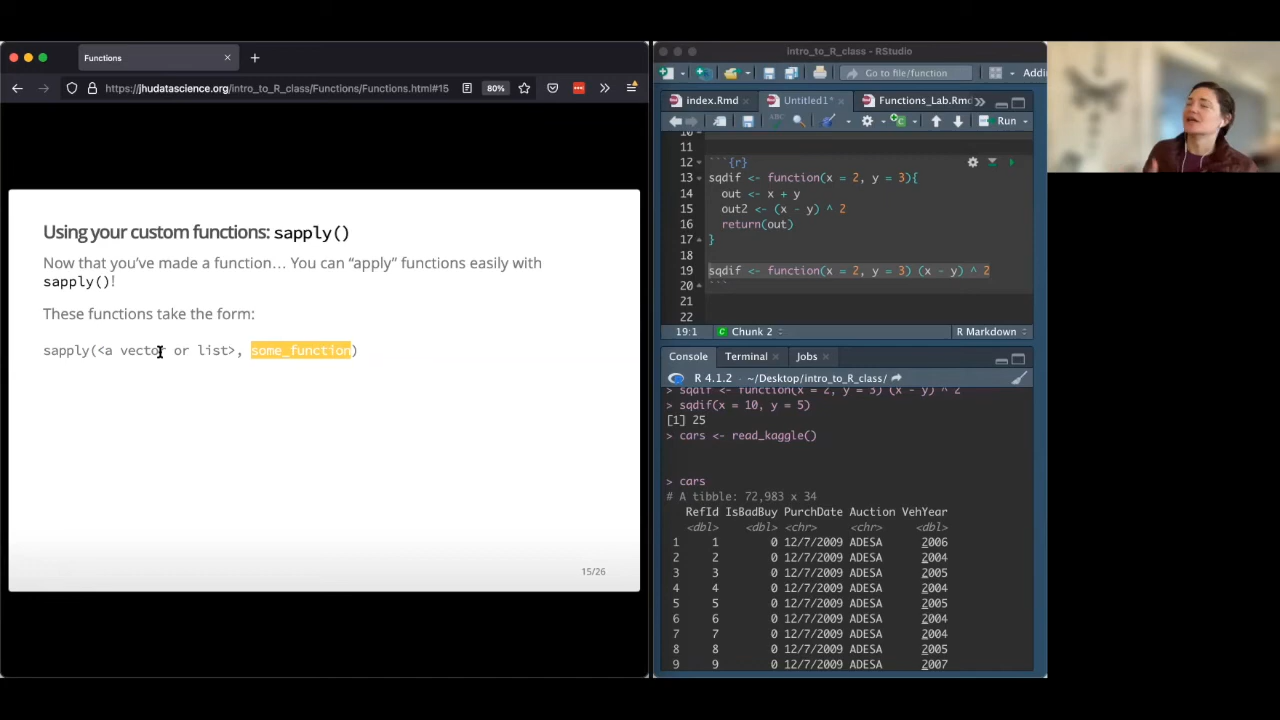 Functions
https://jhudatascience.org/intro_to_R_class/Functions/Functions.html#15
80%
Using your custom functions: sapply()
Now that you've made a function… You can “apply” functions easily with
sapply()!
These functions take the form:
sapply(<a vector or list>, some_function)
15/26
intro_to_R_class - RStudio
Go to file/function
Addi
index.Rmd
Untitled1*
Functions_Lab.Rmd
Run
10
11
12 ```{r}
13 sqdif <- function(x = 2, y = 3){
14 out <- x + y
15 out2 <- (x - y) ^ 2
16 return(out)
17 }
18
19 sqdif <- function(x = 2, y = 3) (x - y) ^ 2
20 ```
21
22
19:1 Chunk 2 R Markdown
Console Terminal Jobs
R 4.1.2 · ~/Desktop/intro_to_R_class/
> sqdif <- function(x = 2, y = 3) (x - y) ^ 2
> sqdif(x = 10, y = 5)
[1] 25
> cars <- read_kaggle()
> cars
# A tibble: 72,983 x 34
RefId IsBadBuy PurchDate Auction VehYear
<dbl> <dbl> <chr> <chr> <dbl>
1 1 0 12/7/2009 ADESA 2006
2 2 0 12/7/2009 ADESA 2004
3 3 0 12/7/2009 ADESA 2005
4 4 0 12/7/2009 ADESA 2004
5 5 0 12/7/2009 ADESA 2005
6 6 0 12/7/2009 ADESA 2004
7 7 0 12/7/2009 ADESA 2004
8 8 0 12/7/2009 ADESA 2005
9 9 0 12/7/2009 ADESA 2007